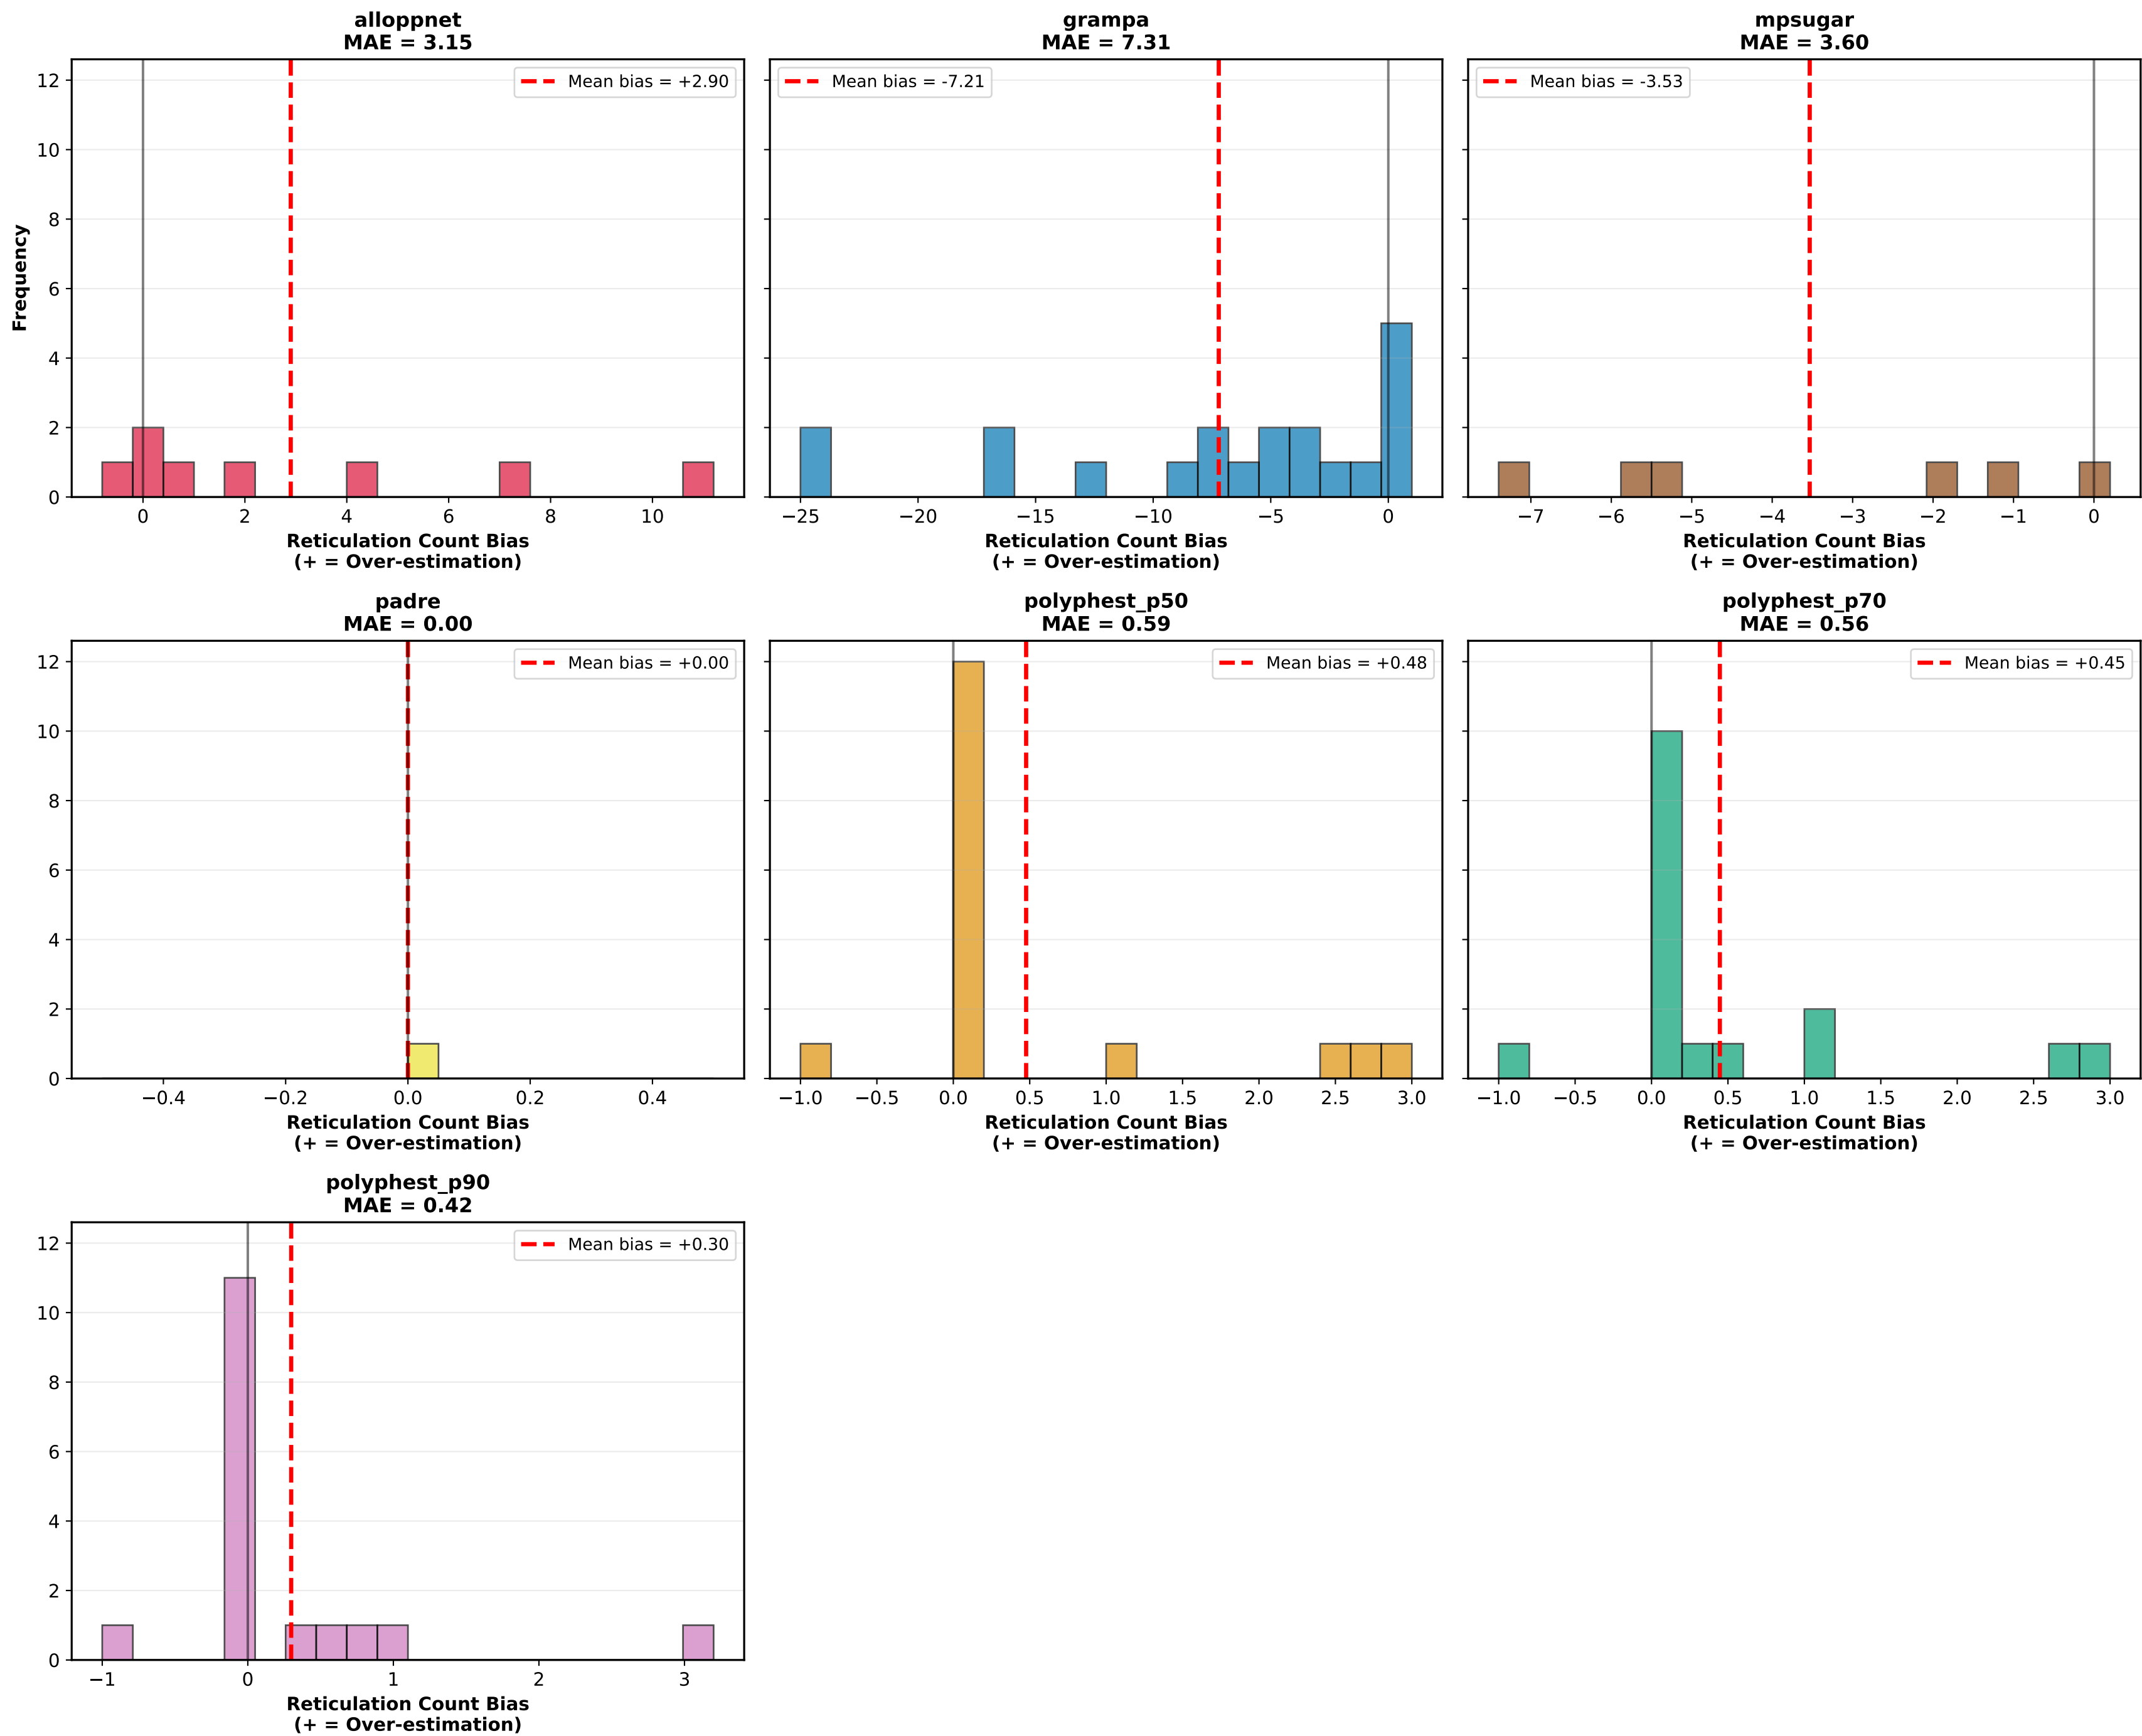 alloppnet
MAE = 3.15
Mean bias = +2.90
Frequency
12
10
8
6
4
2
0
0 2 4 6 8 10
Reticulation Count Bias
(+ = Over-estimation)
grampa
MAE = 7.31
Mean bias = -7.21
−25 −20 −15 −10 −5 0
Reticulation Count Bias
(+ = Over-estimation)
mpsugar
MAE = 3.60
Mean bias = -3.53
−7 −6 −5 −4 −3 −2 −1 0
Reticulation Count Bias
(+ = Over-estimation)
padre
MAE = 0.00
Mean bias = +0.00
12
10
8
6
4
2
0
−0.4 −0.2 0.0 0.2 0.4
Reticulation Count Bias
(+ = Over-estimation)
polyphest_p50
MAE = 0.59
Mean bias = +0.48
−1.0 −0.5 0.0 0.5 1.0 1.5 2.0 2.5 3.0
Reticulation Count Bias
(+ = Over-estimation)
polyphest_p70
MAE = 0.56
Mean bias = +0.45
−1.0 −0.5 0.0 0.5 1.0 1.5 2.0 2.5 3.0
Reticulation Count Bias
(+ = Over-estimation)
polyphest_p90
MAE = 0.42
Mean bias = +0.30
12
10
8
6
4
2
0
−1 0 1 2 3
Reticulation Count Bias
(+ = Over-estimation)